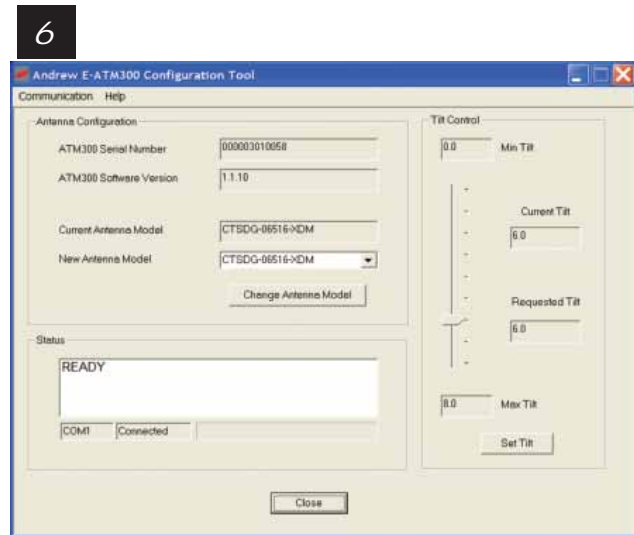 6
Andrew E-ATM300 Configuration Tool
Communication Help
Antenna Configuration
ATM300 Serial Number 000003010058
ATM300 Software Version 1.1.10
Current Antenna Model CTSDG-06516-XDM
New Antenna Model CTSDG-06516-XDM
Change Antenna Model
Status
READY
COM1 Connected
Tilt Control
0.0 Min Tilt
Current Tilt
6.0
Requested Tilt
6.0
8.0 Max Tilt
Set Tilt
Close